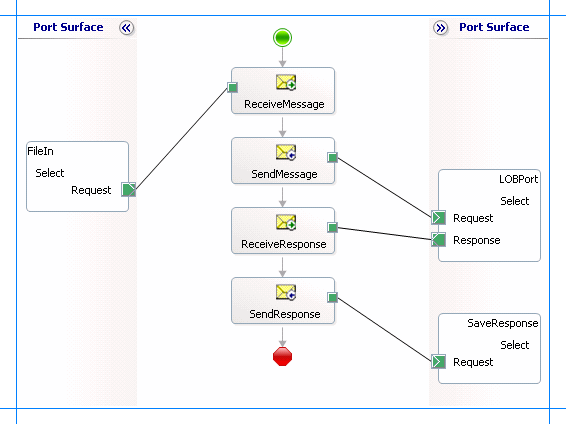 Port Surface
Port Surface
ReceiveMessage
FileIn
Select
Request
SendMessage
LOBPort
Select
Request
Response
ReceiveResponse
SendResponse
SaveResponse
Select
Request